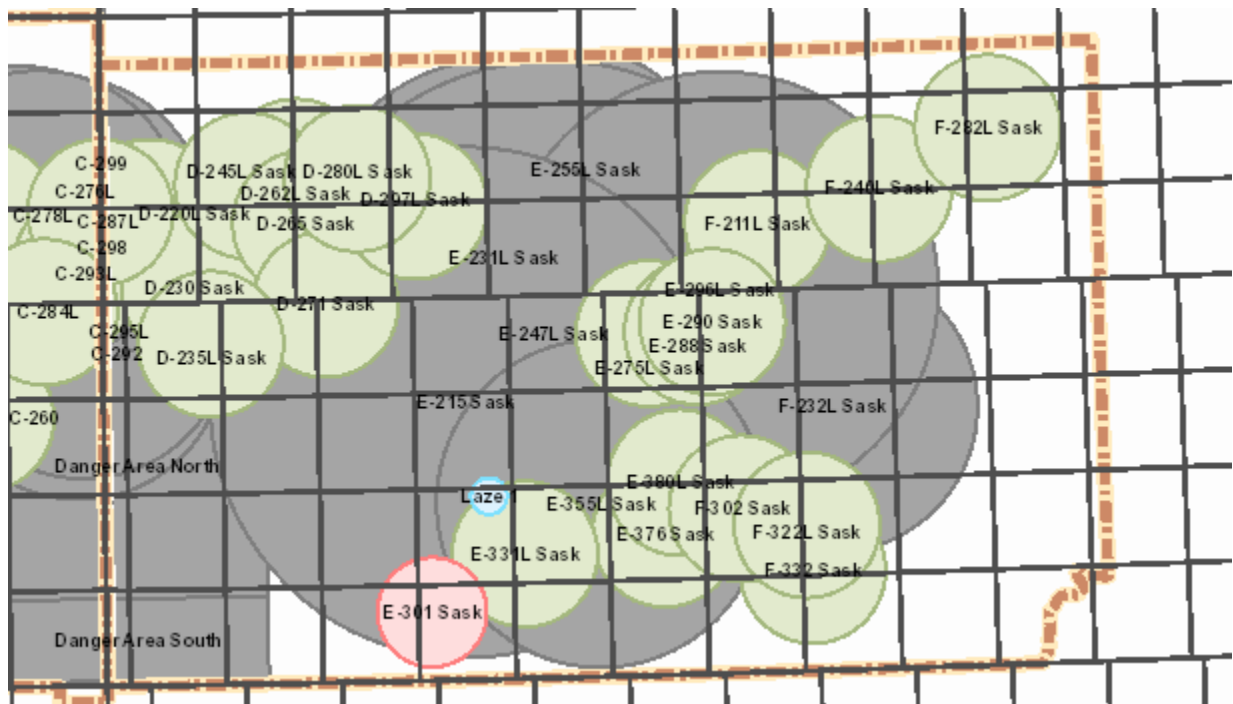 F-282L Sask
C-299
D-245L Sask
D-280L Sask
E-255L Sask
C-276L
D-262L Sask
D-297L Sask
F-240L Sask
C-278L
C-287L
D-220L Sask
D-265 Sask
F-211L Sask
C-298
E-231L Sask
C-293L
D-230 Sask
E-296L Sask
C-284L
D-271 Sask
E-290 Sask
C-295L
E-247L Sask
E-288 Sask
C-292
D-235L Sask
E-275L Sask
C-260
E-215 Sask
F-232L Sask
Danger Area North
E-380L Sask
Laze 1
E-355L Sask
F-302 Sask
E-376 Sask
F-322L Sask
E-331L Sask
F-332 Sask
E-301 Sask
Danger Area South